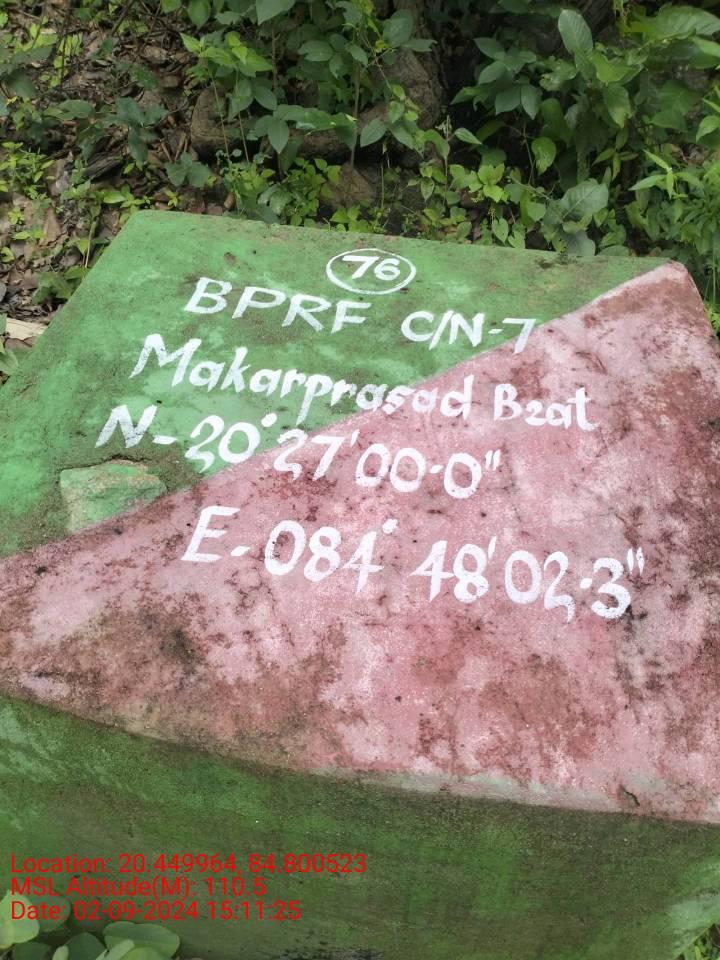 76
BPRF C/N-7
Makarprasad Beat
N-20°27'00.0"
E-084°48'02.3"
Location: 20.449964, 84.800523
MSL Altitude(M): 110.5
Date: 02-09-2024 15:11:25